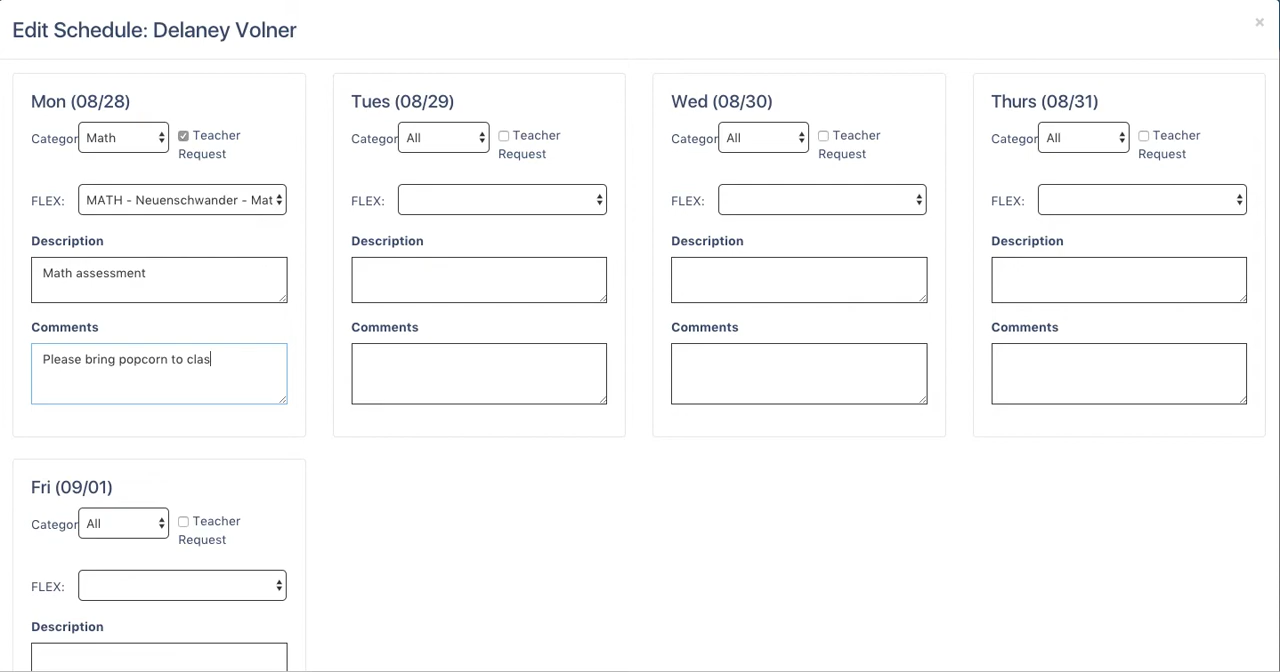 Edit Schedule: Delaney Volner
×
Mon (08/28)
Categor Math Teacher
Request
FLEX: MATH - Neuenschwander - Mat
Description
Math assessment
Comments
Please bring popcorn to clas
Tues (08/29)
Categor All Teacher
Request
FLEX:
Description
Comments
Wed (08/30)
Categor All Teacher
Request
FLEX:
Description
Comments
Thurs (08/31)
Categor All Teacher
Request
FLEX:
Description
Comments
Fri (09/01)
Categor All Teacher
Request
FLEX:
Description